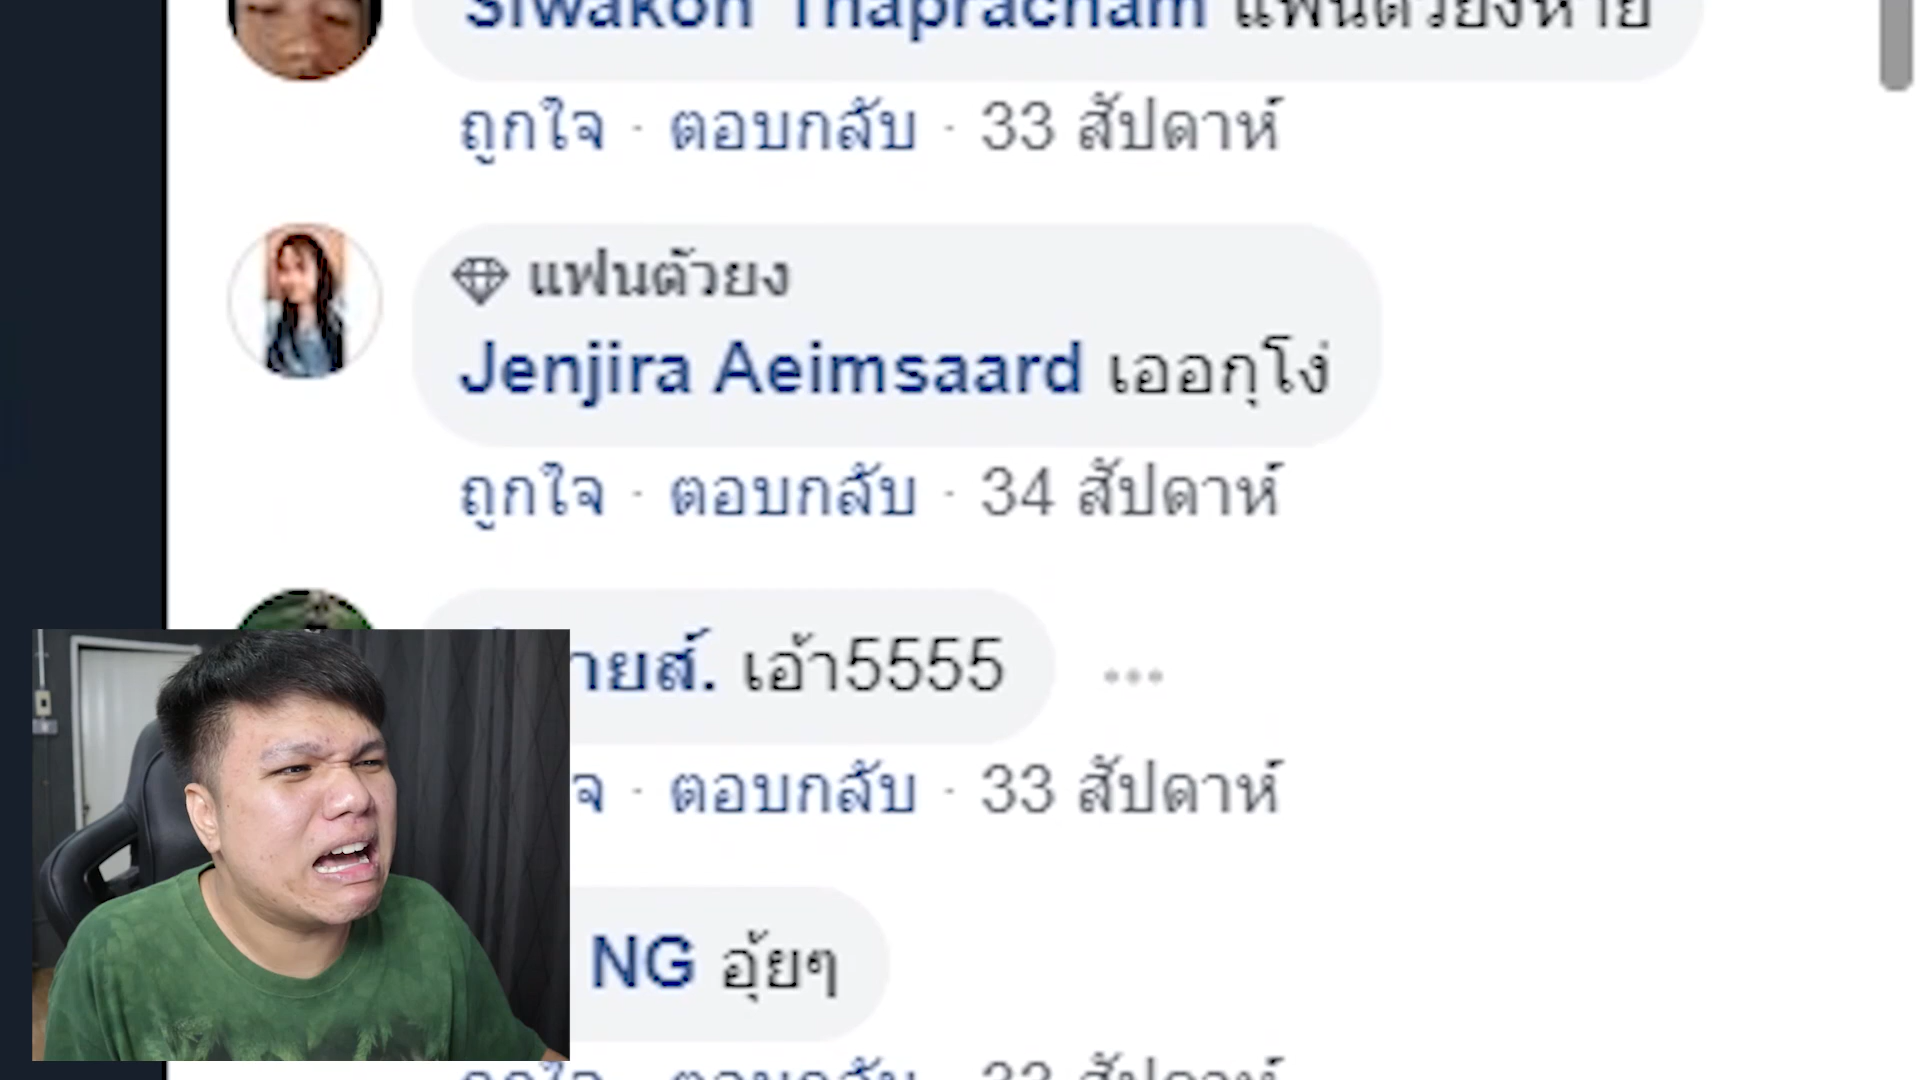 Siwakon Thapracham แฟนตัวยงหาย
ถูกใจ · ตอบกลับ · 33 สัปดาห์
แฟนตัวยง
Jenjira Aeimsaard เออกุโง่
ถูกใจ · ตอบกลับ · 34 สัปดาห์
ายส์. เอ้า5555
จ · ตอบกลับ · 33 สัปดาห์
NG อุ้ยๆ
ถูกใจ · ตอบกลับ · 33 สัปดาห์